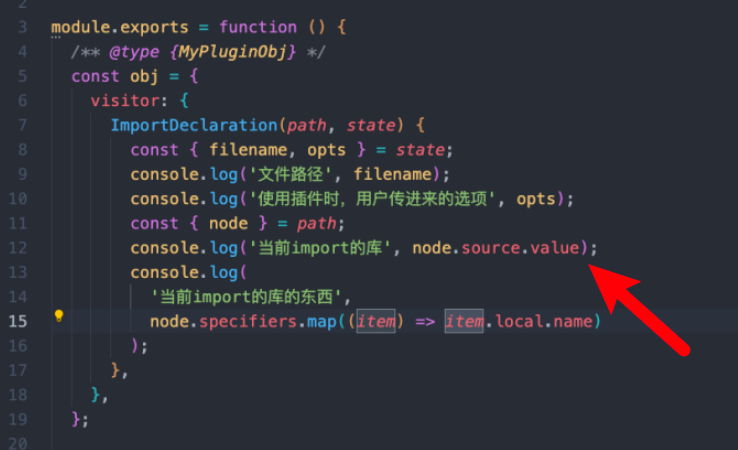 2
3 module.exports = function () {
4 /** @type {MyPluginObj} */
5 const obj = {
6 visitor: {
7 ImportDeclaration(path, state) {
8 const { filename, opts } = state;
9 console.log('文件路径', filename);
10 console.log('使用插件时，用户传进来的选项', opts);
11 const { node } = path;
12 console.log('当前import的库', node.source.value);
13 console.log(
14 '当前import的库的东西',
15 node.specifiers.map((item) => item.local.name)
16 );
17 },
18 },
19 };
20